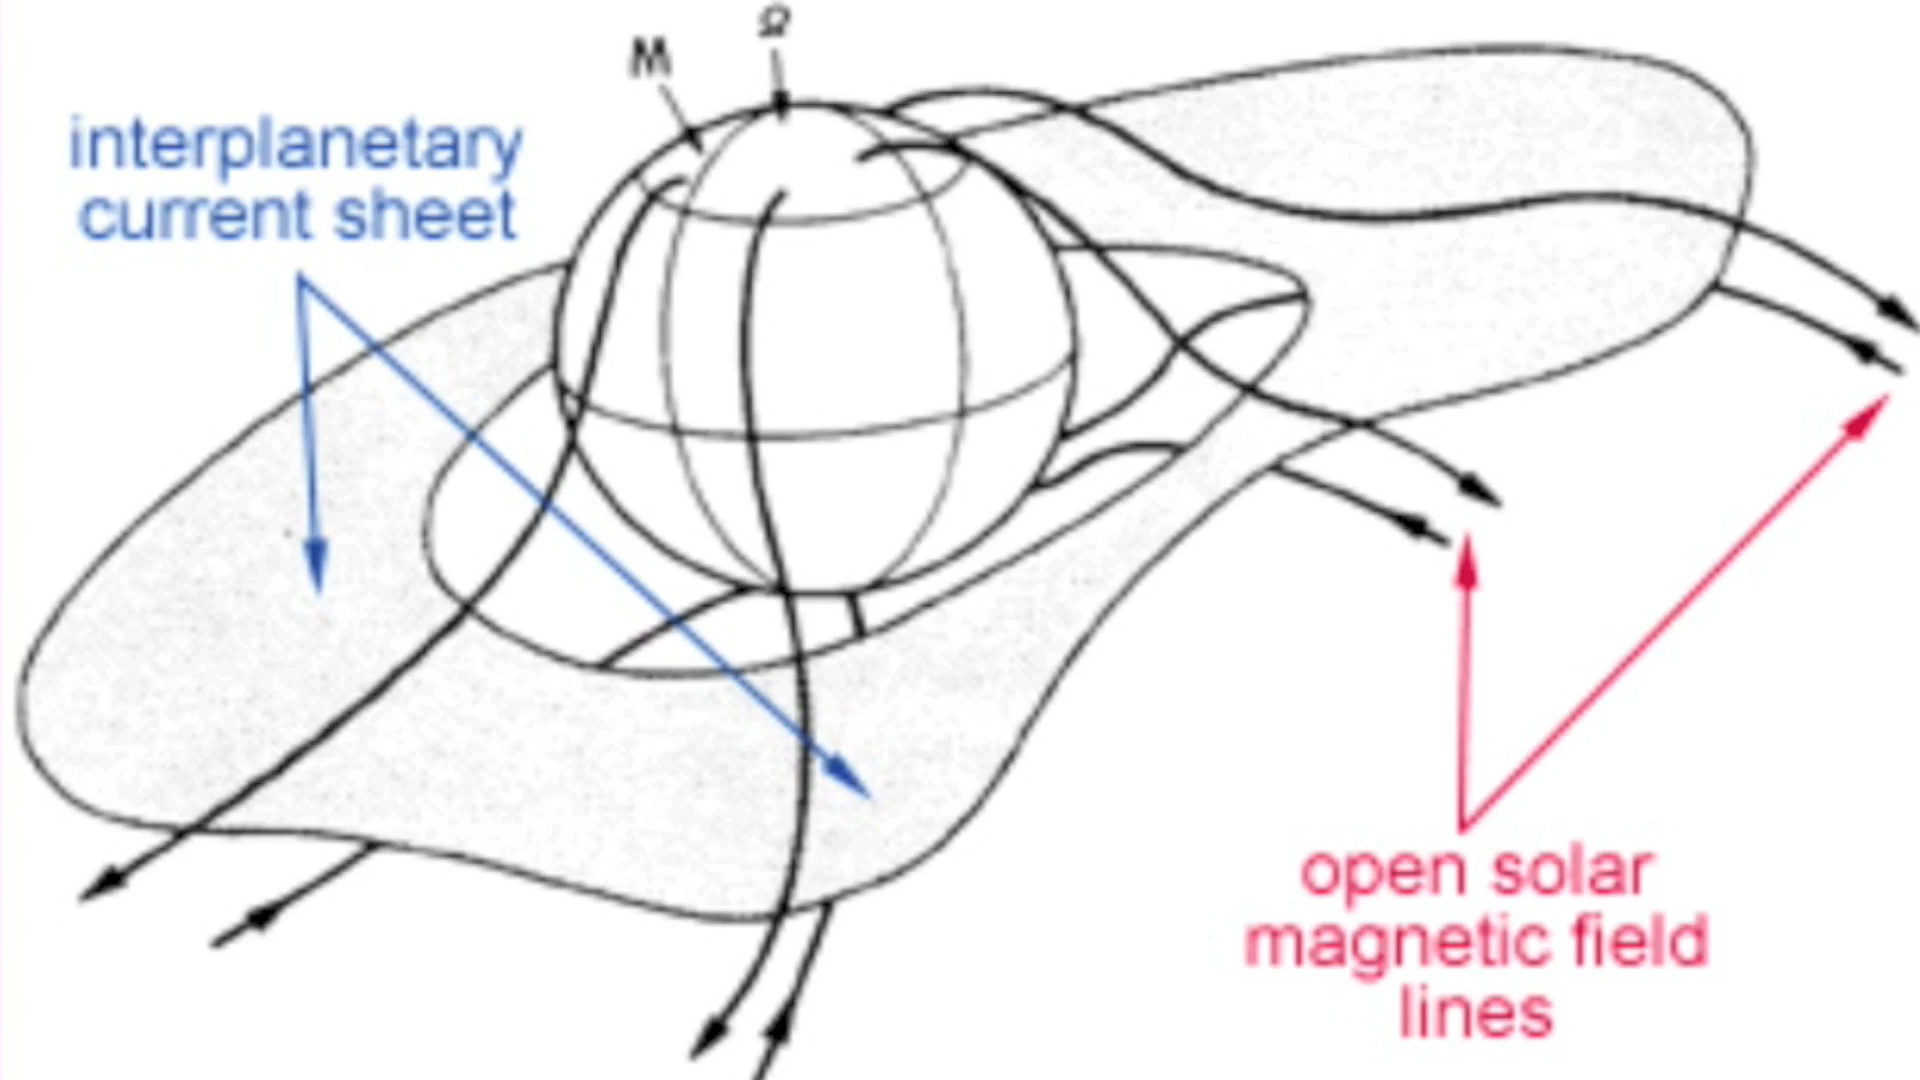 M
Ω
interplanetary
current sheet
open solar
magnetic field
lines